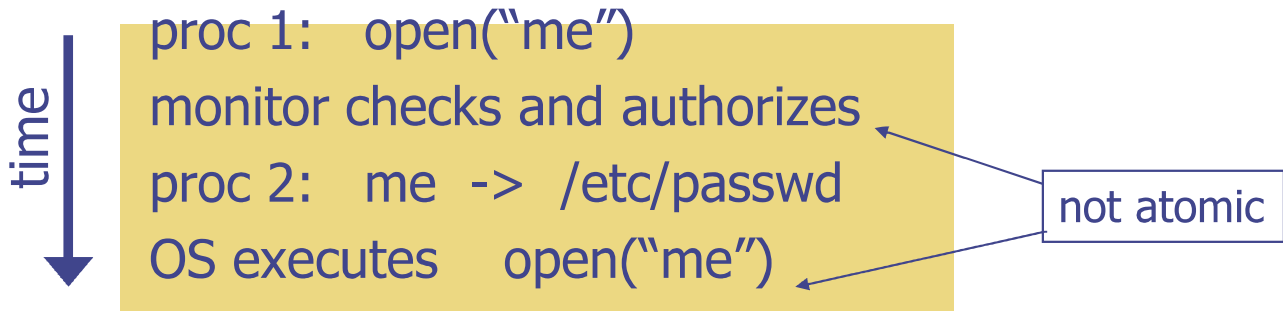 time
proc 1: open(“me”)
monitor checks and authorizes
proc 2: me -> /etc/passwd
OS executes open(“me”)
not atomic